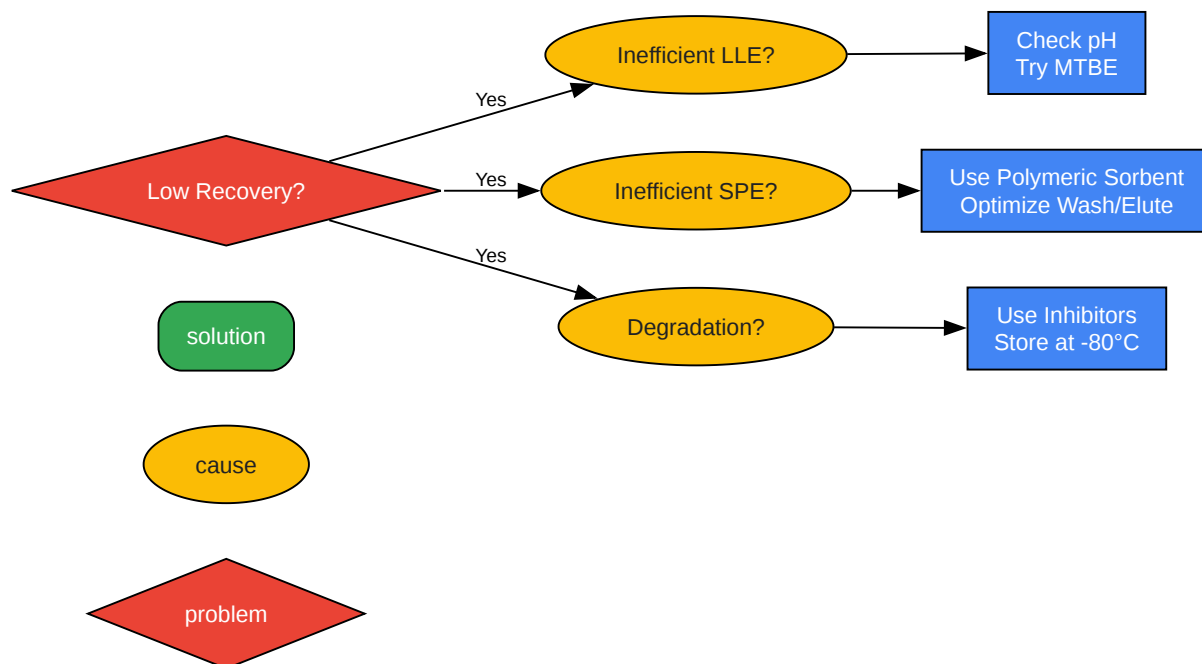 Inefficient LLE?
Check pH
Try MTBE
Yes
Low Recovery?
Yes
Inefficient SPE?
Use Polymeric Sorbent
Optimize Wash/Elute
Yes
Degradation?
Use Inhibitors
Store at -80°C
solution
cause
problem